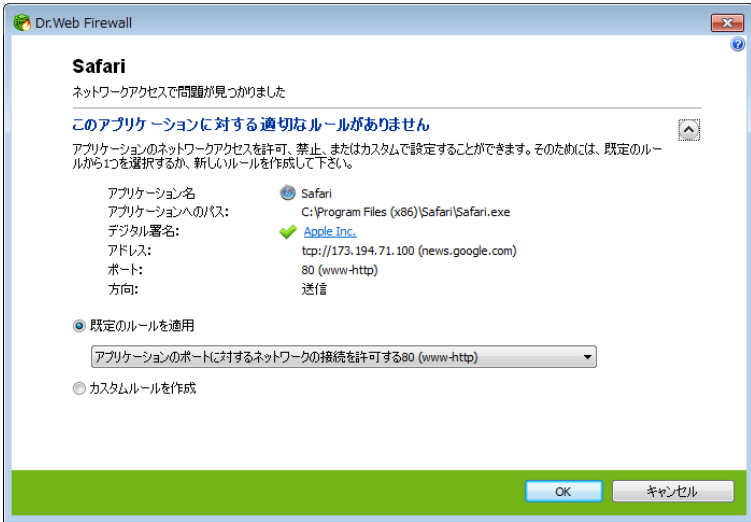 Dr.Web Firewall
Safari
ネットワークアクセスで問題が見つかりました
このアプリケーションに対する適切なルールがありません
アプリケーションのネットワークアクセスを許可、禁止、またはカスタムで設定することができます。そのためには、既定のルー
ルから1つを選択するか、新しいルールを作成して下さい。
アプリケーション名 Safari
アプリケーションへのパス: C:\Program Files (x86)\Safari\Safari.exe
デジタル署名: Apple Inc.
アドレス: tcp://173.194.71.100 (news.google.com)
ポート: 80 (www-http)
方向: 送信
既定のルールを適用
アプリケーションのポートに対するネットワークの接続を許可する80 (www-http)
カスタムルールを作成
OK キャンセル